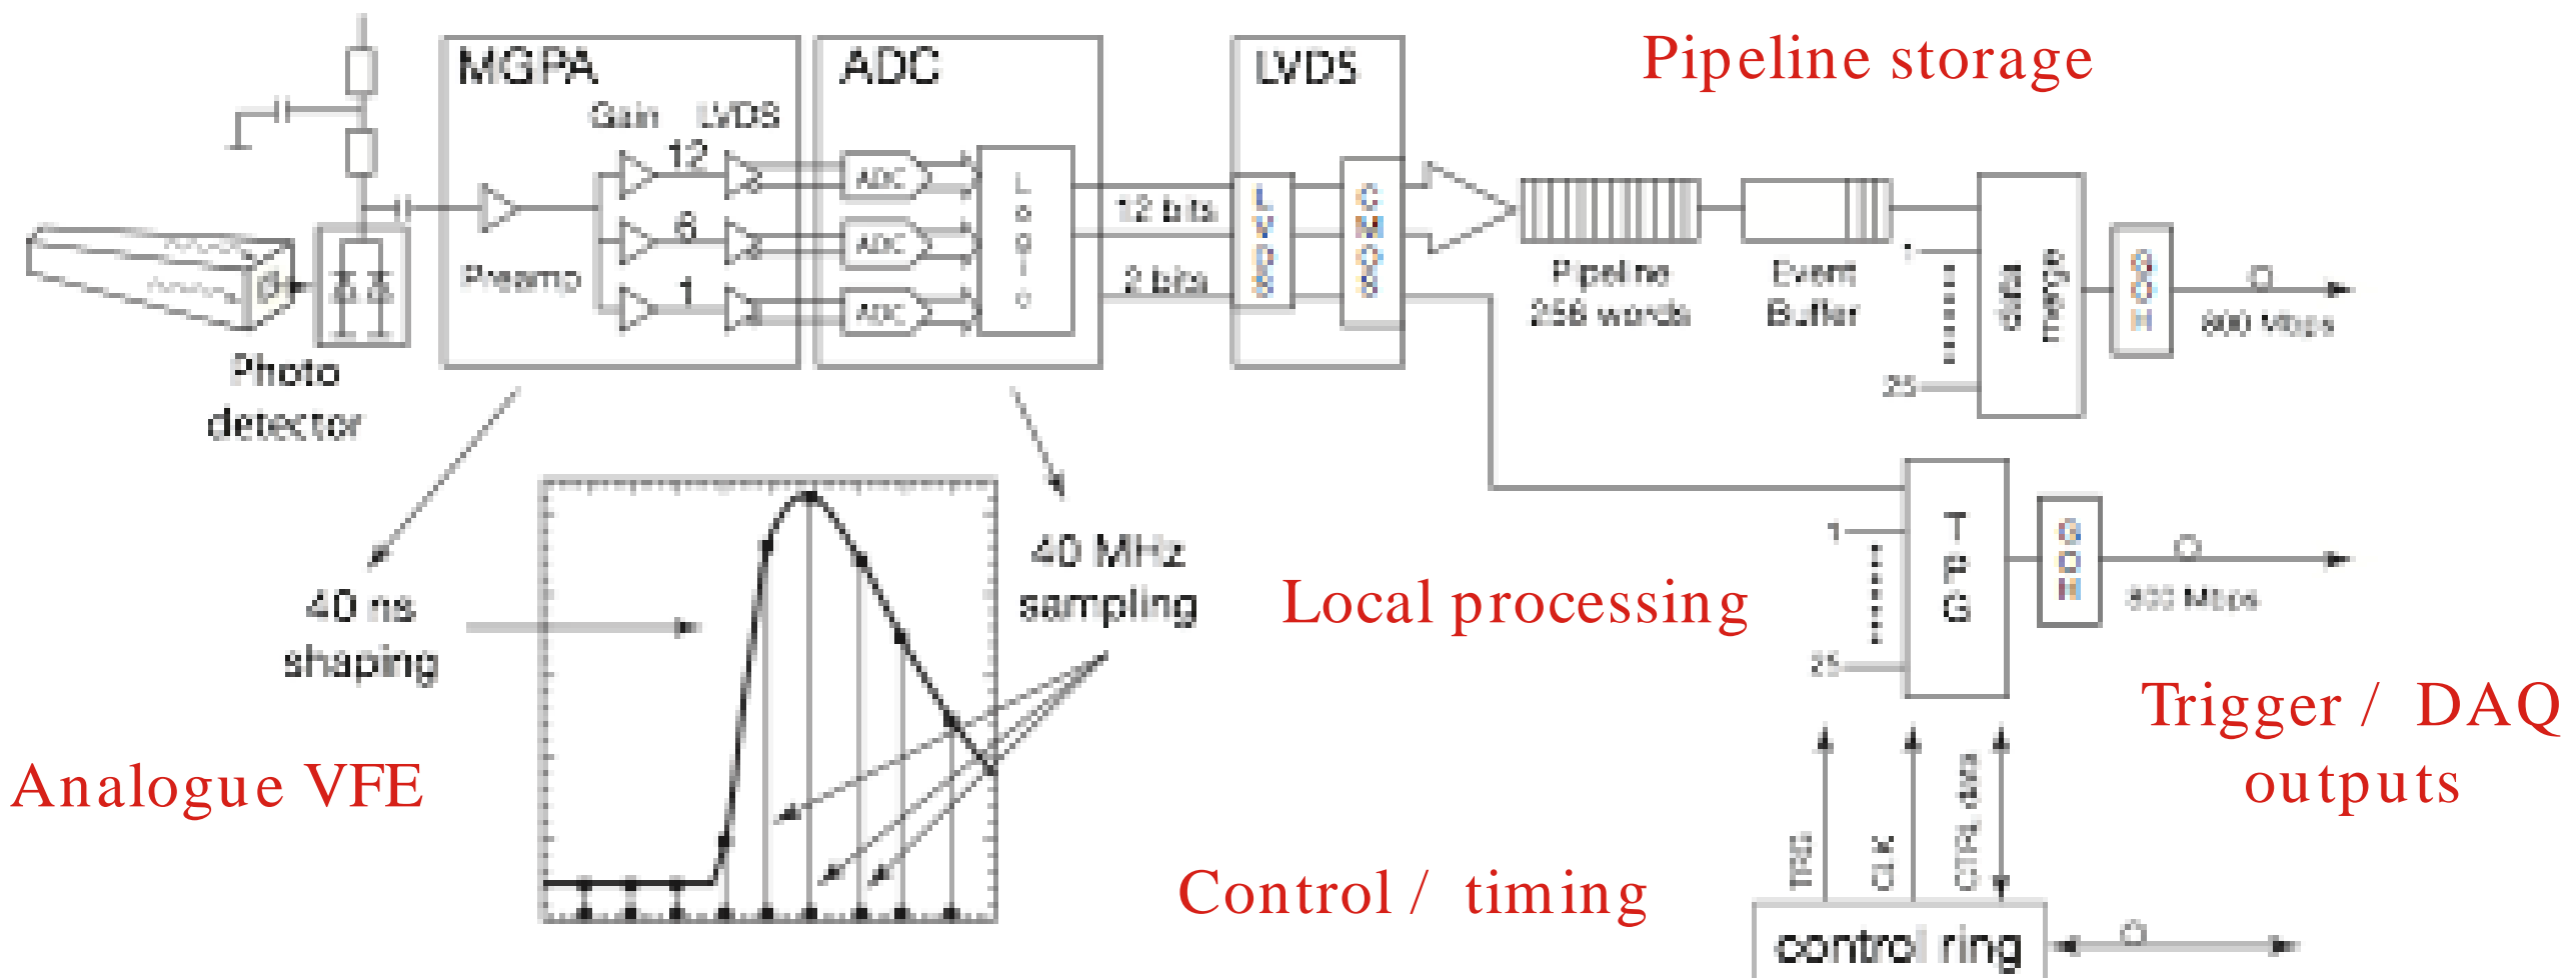 MGPA
ADC
LVDS
Pipeline storage
Gain
LVDS
12
6
1
Preamp
ADC
ADC
ADC
Logic
12 bits
2 bits
LVDS
CMOS
Pipeline
256 words
Event
Buffer
1
25
data
merge
GOH
800 Mbps
Photo
detector
40 ns
shaping
40 MHz
sampling
Local processing
1
25
TPG
GOH
800 Mbps
Trigger / DAQ
outputs
Analogue VFE
Control / timing
TRG
CLK
CTRL data
control ring